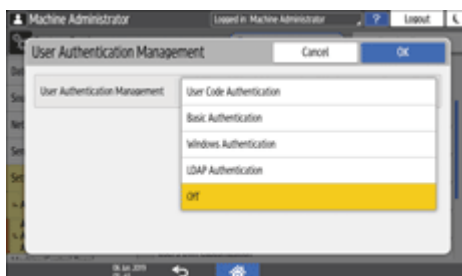 Machine Administrator
Logged in Machine Administrator
?
Logout
User Authentication Management
Cancel
OK
User Authentication Management
User Code Authentication
Basic Authentication
Windows Authentication
LDAP Authentication
Off